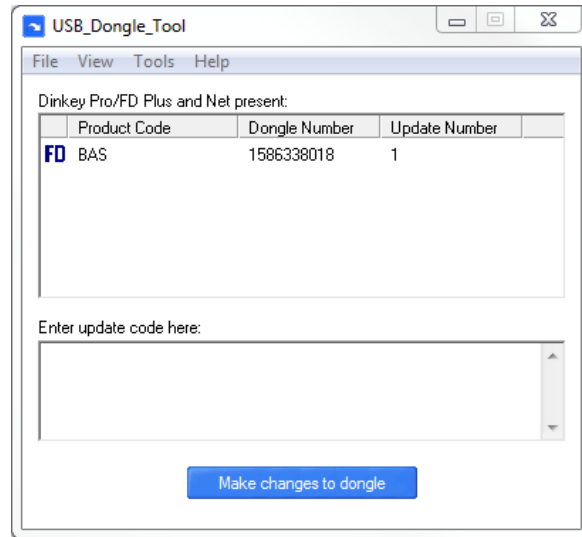 USB_Dongle_Tool
File View Tools Help
Dinkey Pro/FD Plus and Net present:
Product Code Dongle Number Update Number
FD BAS 1586338018 1
Enter update code here:
Make changes to dongle